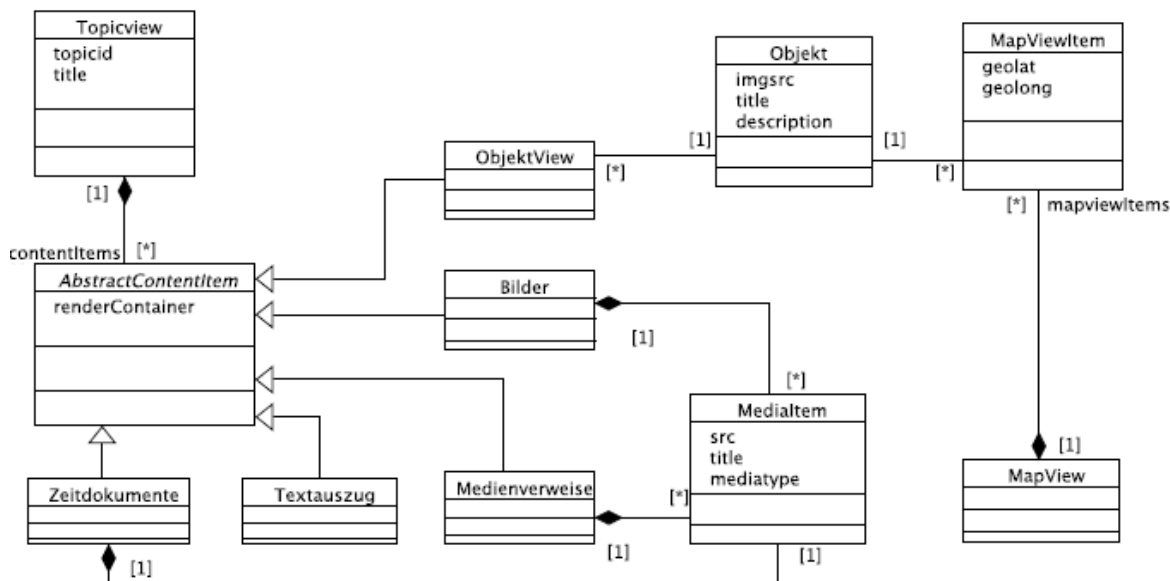 Topicview
topicid
title
[1]
contentItems
[*]
AbstractContentItem
renderContainer
Zeitdokumente
[1]
Textauszug
ObjektView
[*]
[1]
Objekt
imgsrc
title
description
[1]
[*]
MapViewItem
geolat
geolong
[*]
mapviewItems
Bilder
[1]
[*]
MediaItem
src
title
mediatype
[*]
[1]
Medienverweise
[1]
[1]
MapView